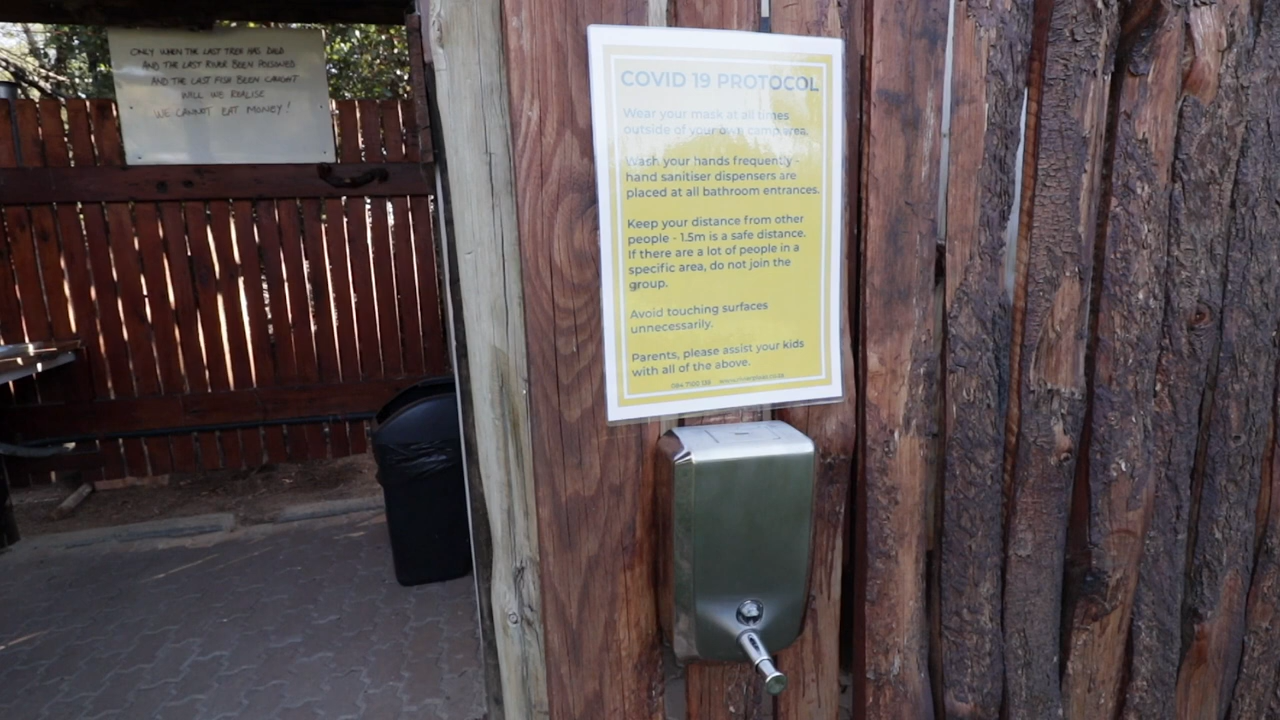 ONLY WHEN THE LAST TREE HAS DIED
AND THE LAST RIVER BEEN POISONED
AND THE LAST FISH BEEN CAUGHT
WILL WE REALISE
WE CANNOT EAT MONEY!
COVID 19 PROTOCOL
Wear your mask at all times
outside of your own camp area.
Wash your hands frequently -
hand sanitiser dispensers are
placed at all bathroom entrances.
Keep your distance from other
people - 1.5m is a safe distance.
If there are a lot of people in a
specific area, do not join the
group.
Avoid touching surfaces
unnecessarily.
Parents, please assist your kids
with all of the above.